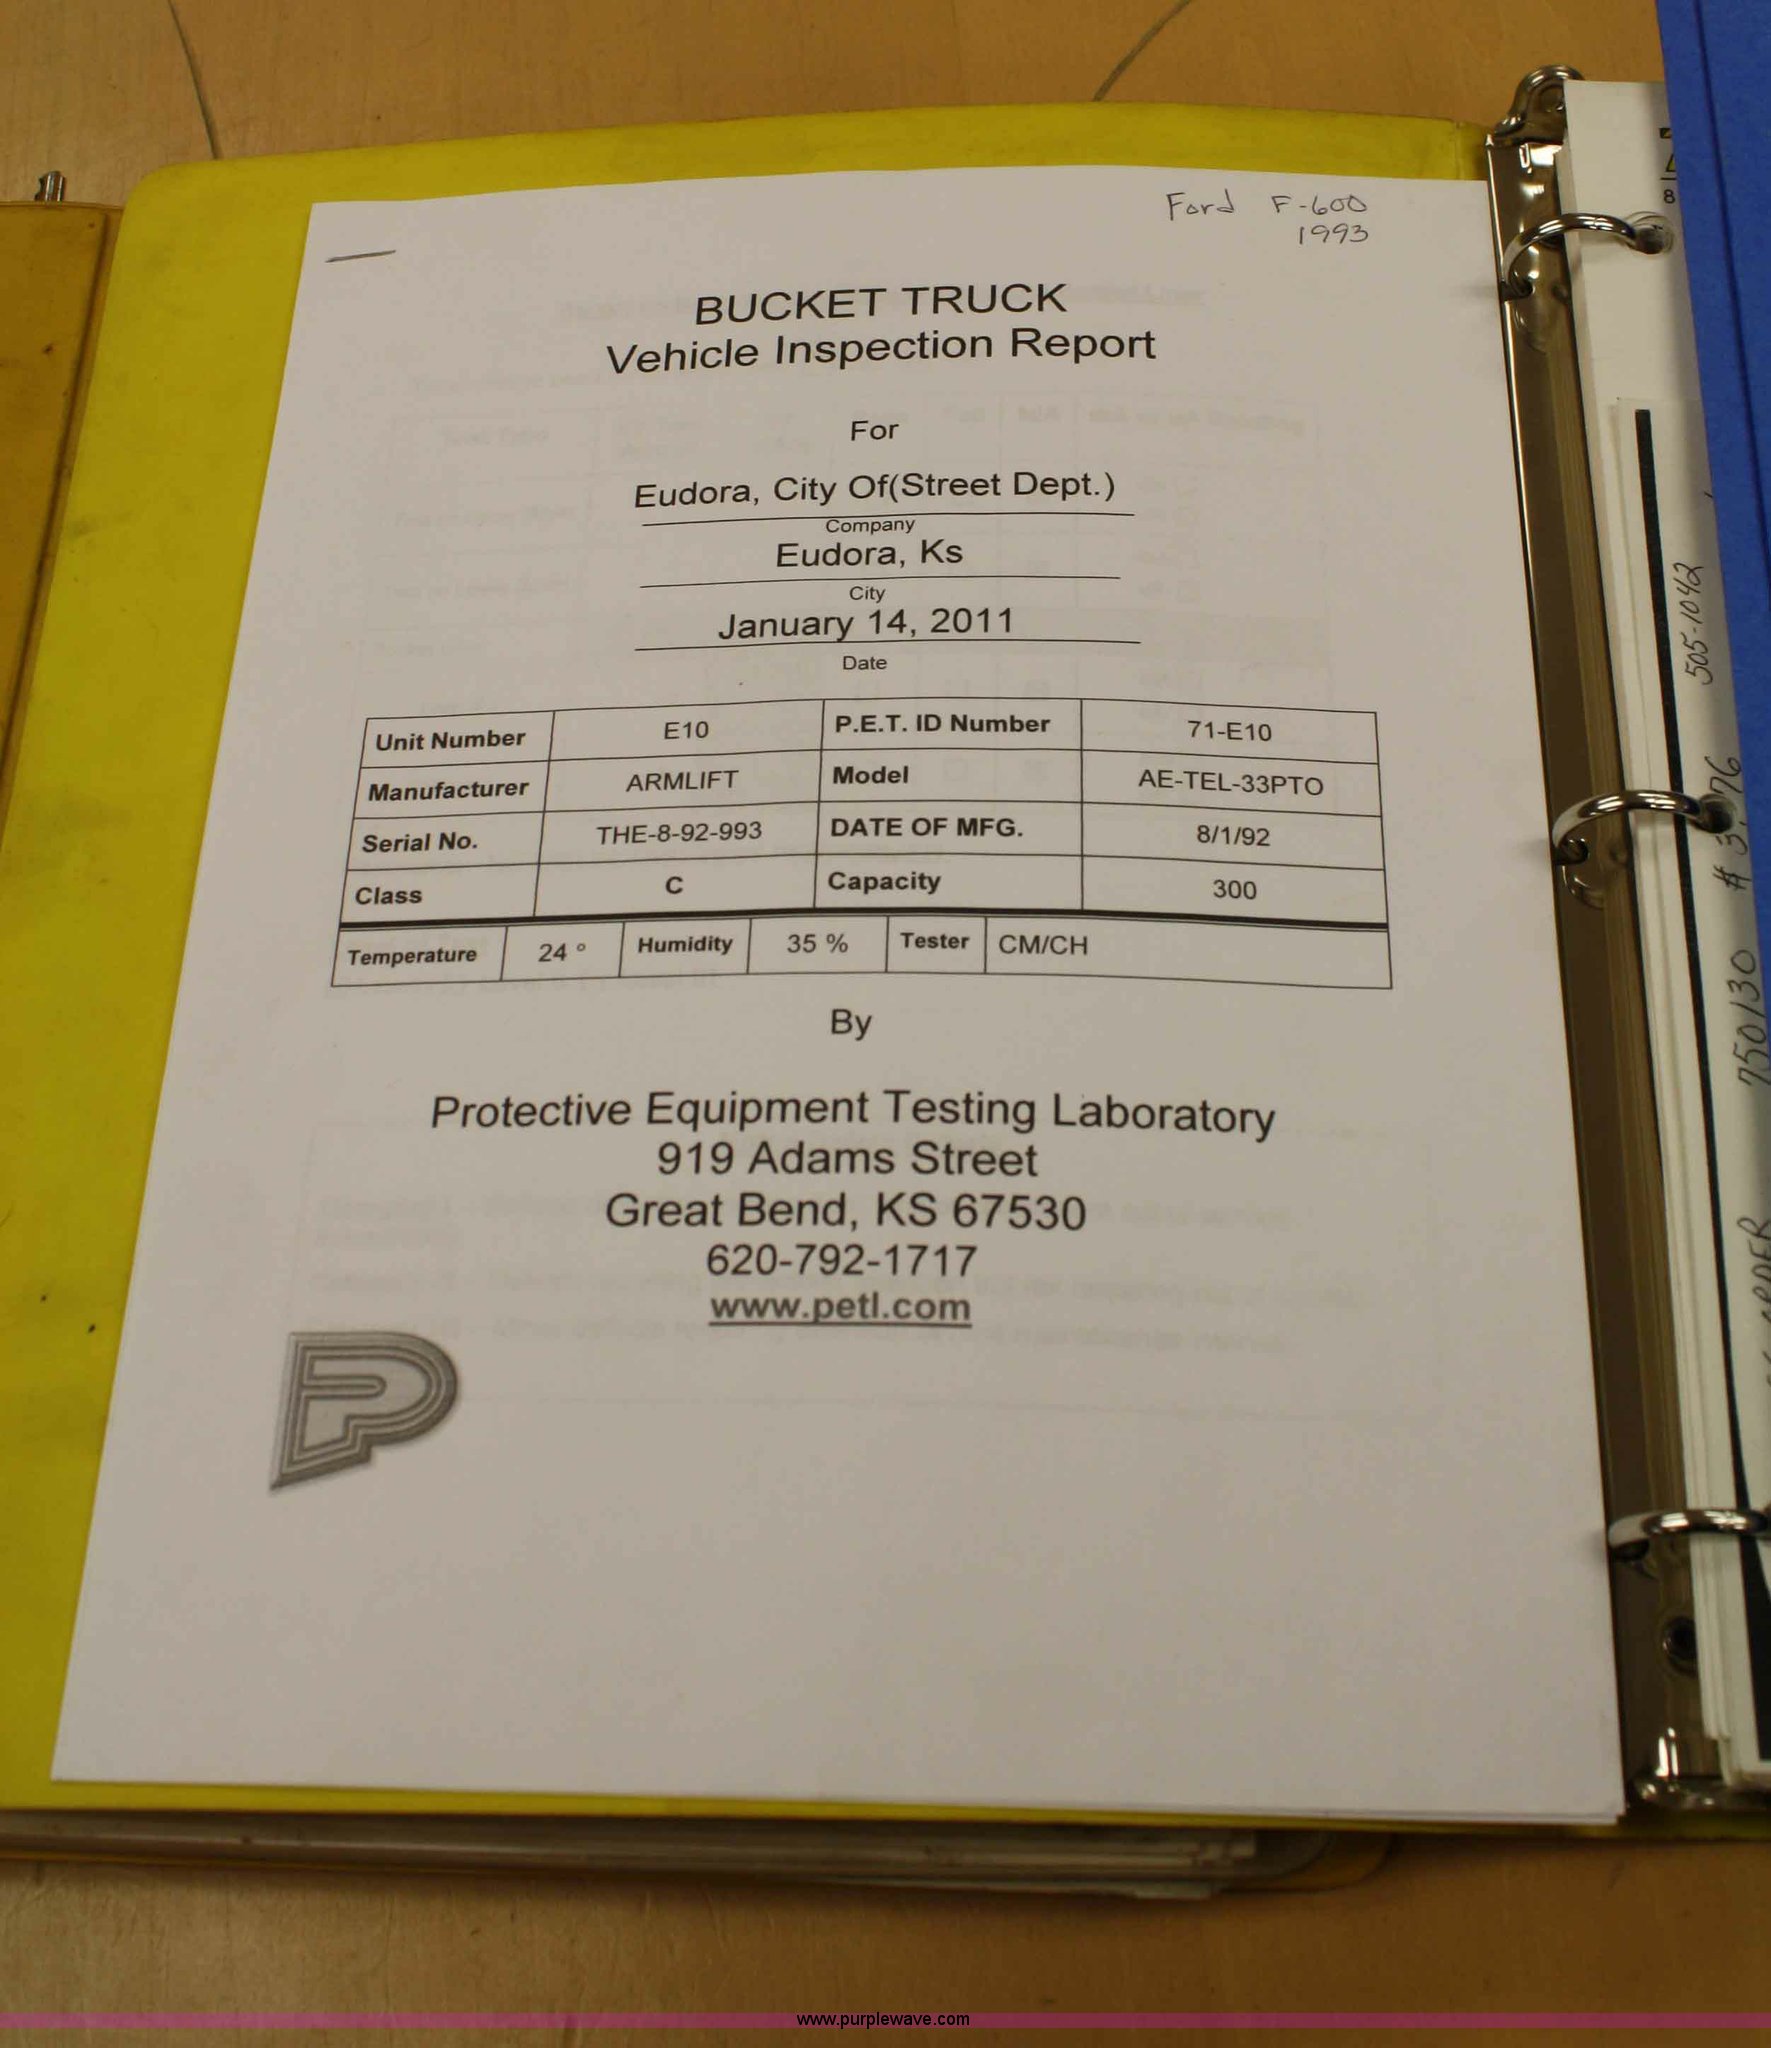 Ford F-600
1993
BUCKET TRUCK
Vehicle Inspection Report
For
Eudora, City Of(Street Dept.)
Company
Eudora, Ks
City
January 14, 2011
Date
Unit Number E10 P.E.T. ID Number 71-E10
Manufacturer ARMLIFT Model AE-TEL-33PTO
Serial No. THE-8-92-993 DATE OF MFG. 8/1/92
Class C Capacity 300
Temperature 24 ° Humidity 35 % Tester CM/CH
By
Protective Equipment Testing Laboratory
919 Adams Street
Great Bend, KS 67530
620-792-1717
www.petl.com
P
8
505-1042
750130
www.purplewave.com